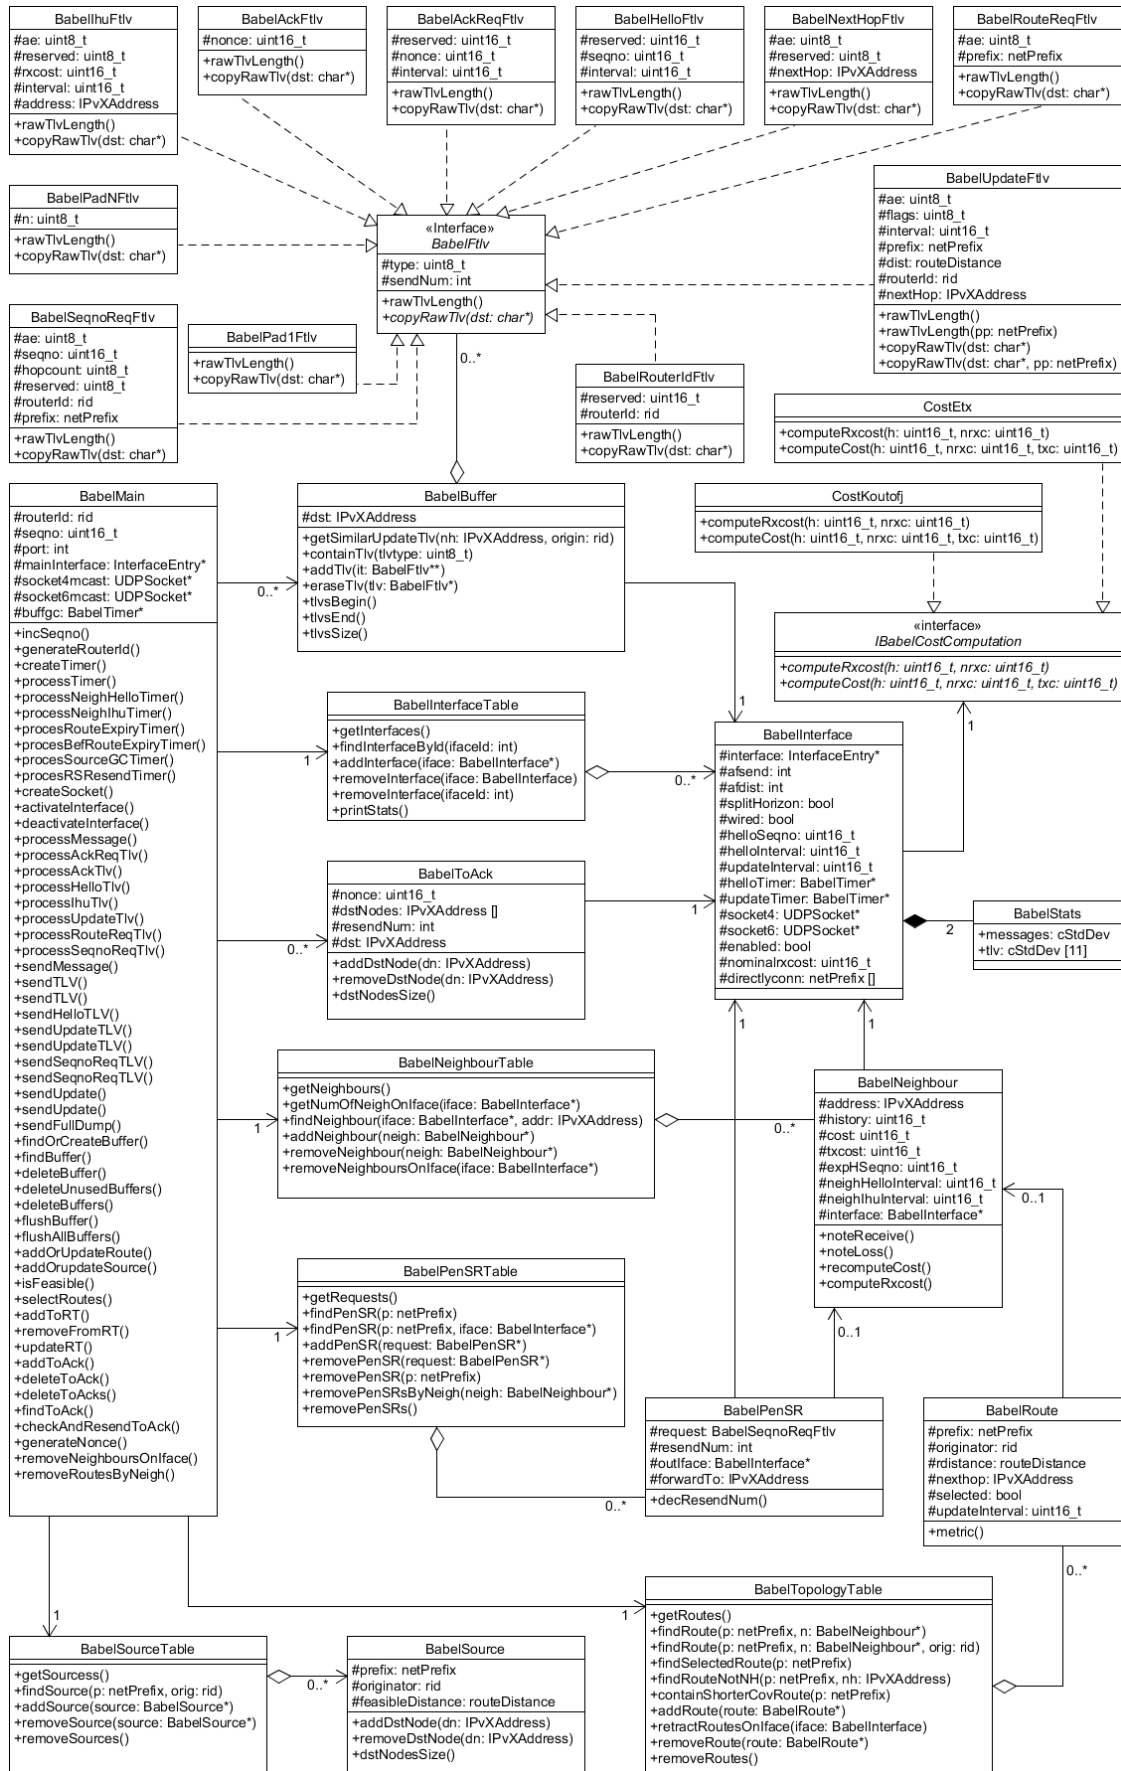 BabelIhuFtlv
#ae: uint8_t
#reserved: uint8_t
#rxcost: uint16_t
#interval: uint16_t
#address: IPvXAddress
+rawTlvLength()
+copyRawTlv(dst: char*)
BabelAckFtlv
#nonce: uint16_t
+rawTlvLength()
+copyRawTlv(dst: char*)
BabelAckReqFtlv
#reserved: uint16_t
#nonce: uint16_t
#interval: uint16_t
+rawTlvLength()
+copyRawTlv(dst: char*)
BabelHelloFtlv
#reserved: uint16_t
#seqno: uint16_t
#interval: uint16_t
+rawTlvLength()
+copyRawTlv(dst: char*)
BabelNextHopFtlv
#ae: uint8_t
#reserved: uint8_t
#nextHop: IPvXAddress
+rawTlvLength()
+copyRawTlv(dst: char*)
BabelRouteReqFtlv
#ae: uint8_t
#prefix: netPrefix
+rawTlvLength()
+copyRawTlv(dst: char*)
BabelPadNFtlv
#n: uint8_t
+rawTlvLength()
+copyRawTlv(dst: char*)
«Interface»
BabelFtlv
#type: uint8_t
#sendNum: int
+rawTlvLength()
+copyRawTlv(dst: char*)
0..*
BabelUpdateFtlv
#ae: uint8_t
#flags: uint8_t
#interval: uint16_t
#prefix: netPrefix
#dist: routeDistance
#routerId: rid
#nextHop: IPvXAddress
+rawTlvLength()
+rawTlvLength(pp: netPrefix)
+copyRawTlv(dst: char*)
+copyRawTlv(dst: char*, pp: netPrefix)
BabelSeqnoReqFtlv
#ae: uint8_t
#seqno: uint16_t
#hopcount: uint8_t
#reserved: uint8_t
#routerId: rid
#prefix: netPrefix
+rawTlvLength()
+copyRawTlv(dst: char*)
BabelPad1Ftlv
+rawTlvLength()
+copyRawTlv(dst: char*)
BabelRouterIdFtlv
#reserved: uint16_t
#routerId: rid
+rawTlvLength()
+copyRawTlv(dst: char*)
CostEtx
+computeRxcost(h: uint16_t, nrxc: uint16_t)
+computeCost(h: uint16_t, nrxc: uint16_t, txc: uint16_t)
CostKoutofj
+computeRxcost(h: uint16_t, nrxc: uint16_t)
+computeCost(h: uint16_t, nrxc: uint16_t, txc: uint16_t)
«interface»
IBabelCostComputation
+computeRxcost(h: uint16_t, nrxc: uint16_t)
+computeCost(h: uint16_t, nrxc: uint16_t, txc: uint16_t)
1
BabelMain
#routerId: rid
#seqno: uint16_t
#port: int
#mainInterface: InterfaceEntry*
#socket4mcast: UDPSocket*
#socket6mcast: UDPSocket*
#buffgc: BabelTimer*
+incSeqno()
+generateRouterId()
+createTimer()
+processTimer()
+processNeighHelloTimer()
+processNeighIhuTimer()
+procesRouteExpiryTimer()
+procesBefRouteExpiryTimer()
+procesSourceGCTimer()
+procesRSResendTimer()
+createSocket()
+activateInterface()
+deactivateInterface()
+processMessage()
+processAckReqTlv()
+processAckTlv()
+processHelloTlv()
+processIhuTlv()
+processUpdateTlv()
+processRouteReqTlv()
+processSeqnoReqTlv()
+sendMessage()
+sendTLV()
+sendTLV()
+sendHelloTLV()
+sendUpdateTLV()
+sendUpdateTLV()
+sendSeqnoReqTLV()
+sendSeqnoReqTLV()
+sendUpdate()
+sendUpdate()
+sendFullDump()
+findOrCreateBuffer()
+findBuffer()
+deleteBuffer()
+deleteUnusedBuffers()
+deleteBuffers()
+flushBuffer()
+flushAllBuffers()
+addOrUpdateRoute()
+addOrupdateSource()
+isFeasible()
+selectRoutes()
+addToRT()
+removeFromRT()
+updateRT()
+addToAck()
+deleteToAck()
+deleteToAcks()
+findToAck()
+checkAndResendToAck()
+generateNonce()
+removeNeighboursOnIface()
+removeRoutesByNeigh()
0..*
BabelBuffer
#dst: IPvXAddress
+getSimilarUpdateTlv(nh: IPvXAddress, origin: rid)
+containTlv(tlvtype: uint8_t)
+addTlv(it: BabelFtlv**)
+eraseTlv(tlv: BabelFtlv*)
+tlvsBegin()
+tlvsEnd()
+tlvsSize()
1
1
BabelInterfaceTable
+getInterfaces()
+findInterfaceById(ifaceId: int)
+addInterface(iface: BabelInterface*)
+removeInterface(iface: BabelInterface)
+removeInterface(ifaceId: int)
+printStats()
0..*
BabelInterface
#interface: InterfaceEntry*
#afsend: int
#afdist: int
#splitHorizon: bool
#wired: bool
#helloSeqno: uint16_t
#helloInterval: uint16_t
#updateInterval: uint16_t
#helloTimer: BabelTimer*
#updateTimer: BabelTimer*
#socket4: UDPSocket*
#socket6: UDPSocket*
#enabled: bool
#nominalrxcost: uint16_t
#directlyconn: netPrefix []
0..*
BabelToAck
#nonce: uint16_t
#dstNodes: IPvXAddress []
#resendNum: int
#dst: IPvXAddress
+addDstNode(dn: IPvXAddress)
+removeDstNode(dn: IPvXAddress)
+dstNodesSize()
1
2
BabelStats
+messages: cStdDev
+tlv: cStdDev [11]
1
1
1
BabelNeighbourTable
+getNeighbours()
+getNumOfNeighOnIface(iface: BabelInterface*)
+findNeighbour(iface: BabelInterface*, addr: IPvXAddress)
+addNeighbour(neigh: BabelNeighbour*)
+removeNeighbour(neigh: BabelNeighbour*)
+removeNeighboursOnIface(iface: BabelInterface*)
0..*
BabelNeighbour
#address: IPvXAddress
#history: uint16_t
#cost: uint16_t
#txcost: uint16_t
#expHSeqno: uint16_t
#neighHelloInterval: uint16_t
#neighIhuInterval: uint16_t
#interface: BabelInterface*
+noteReceive()
+noteLoss()
+recomputeCost()
+computeRxcost()
0..1
0..1
1
BabelPenSRTable
+getRequests()
+findPenSR(p: netPrefix)
+findPenSR(p: netPrefix, iface: BabelInterface*)
+addPenSR(request: BabelPenSR*)
+removePenSR(request: BabelPenSR*)
+removePenSR(p: netPrefix)
+removePenSRsByNeigh(neigh: BabelNeighbour*)
+removePenSRs()
0..*
BabelPenSR
#request: BabelSeqnoReqFtlv
#resendNum: int
#outIface: BabelInterface*
#forwardTo: IPvXAddress
+decResendNum()
BabelRoute
#prefix: netPrefix
#originator: rid
#rdistance: routeDistance
#nexthop: IPvXAddress
#selected: bool
#updateInterval: uint16_t
+metric()
0..*
1
1
BabelSourceTable
+getSourcess()
+findSource(p: netPrefix, orig: rid)
+addSource(source: BabelSource*)
+removeSource(source: BabelSource*)
+removeSources()
0..*
BabelSource
#prefix: netPrefix
#originator: rid
#feasibleDistance: routeDistance
+addDstNode(dn: IPvXAddress)
+removeDstNode(dn: IPvXAddress)
+dstNodesSize()
BabelTopologyTable
+getRoutes()
+findRoute(p: netPrefix, n: BabelNeighbour*)
+findRoute(p: netPrefix, n: BabelNeighbour*, orig: rid)
+findSelectedRoute(p: netPrefix)
+findRouteNotNH(p: netPrefix, nh: IPvXAddress)
+containShorterCovRoute(p: netPrefix)
+addRoute(route: BabelRoute*)
+retractRoutesOnIface(iface: BabelInterface)
+removeRoute(route: BabelRoute*)
+removeRoutes()